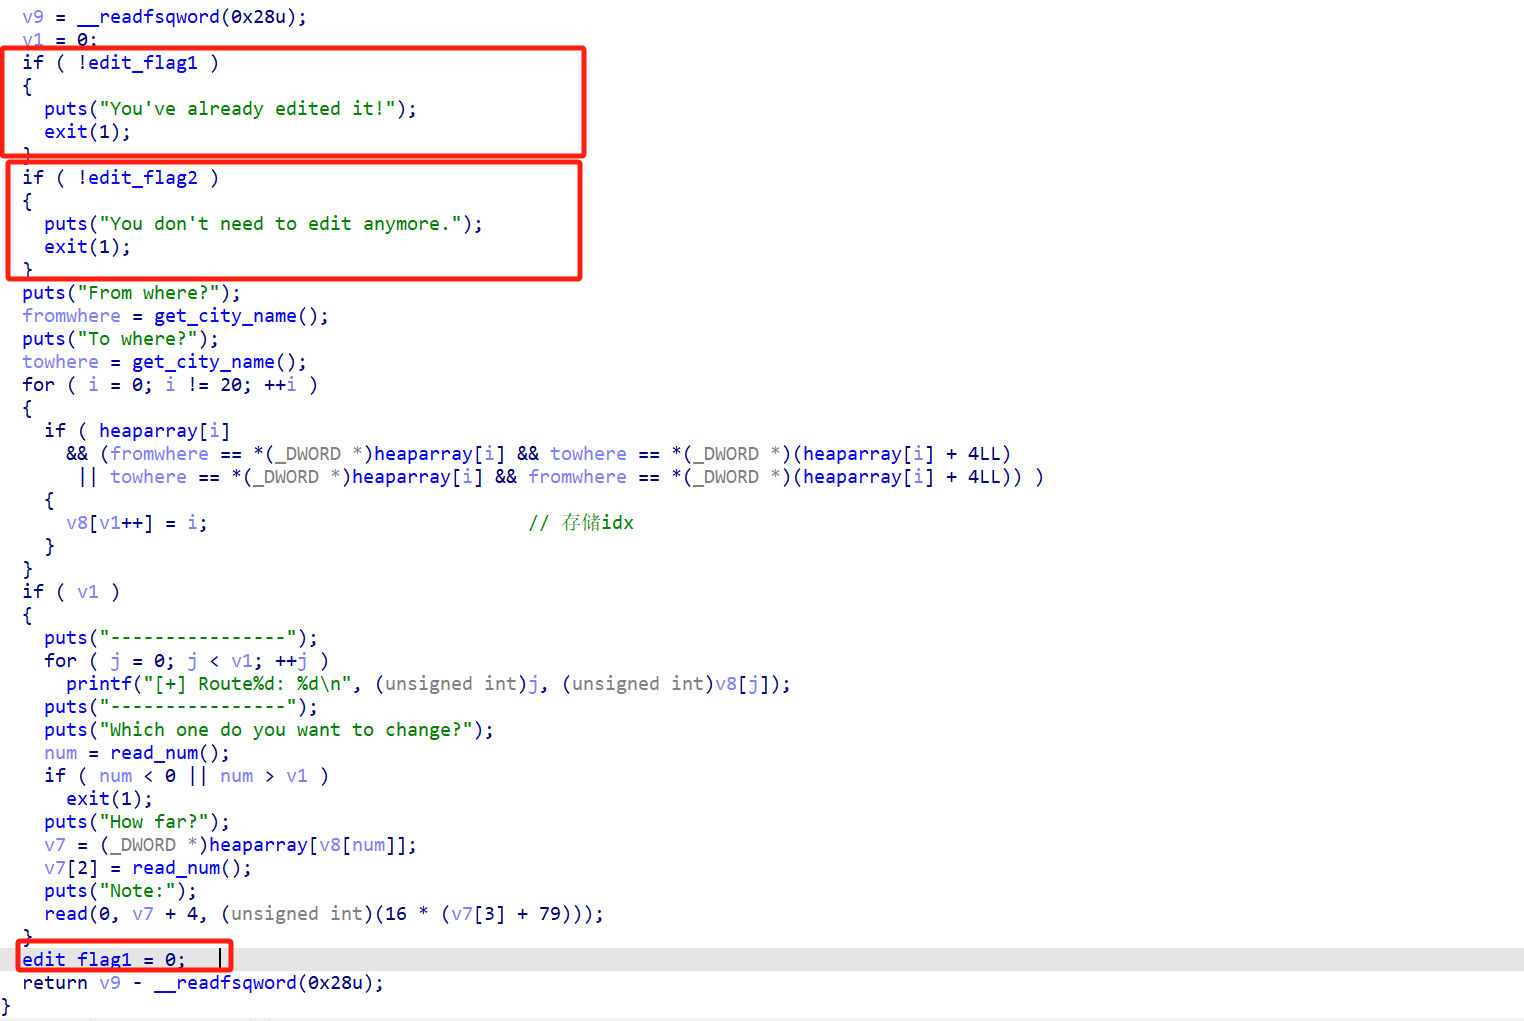 v9 = __readfsqword(0x28u);
v1 = 0;
if ( !edit_flag1 )
{
puts("You've already edited it!");
exit(1);
}
if ( !edit_flag2 )
{
puts("You don't need to edit anymore.");
exit(1);
}
puts("From where?");
fromwhere = get_city_name();
puts("To where?");
towhere = get_city_name();
for ( i = 0; i != 20; ++i )
{
if ( heaparray[i]
&& (fromwhere == *(_DWORD *)heaparray[i] && towhere == *(_DWORD *)(heaparray[i] + 4LL)
|| towhere == *(_DWORD *)heaparray[i] && fromwhere == *(_DWORD *)(heaparray[i] + 4LL)) )
{
v8[v1++] = i; // 存储idx
}
}
if ( v1 )
{
puts("----------------");
for ( j = 0; j < v1; ++j )
printf("[+] Route%d: %d\n", (unsigned int)j, (unsigned int)v8[j]);
puts("----------------");
puts("Which one do you want to change?");
num = read_num();
if ( num < 0 || num > v1 )
exit(1);
puts("How far?");
v7 = (_DWORD *)heaparray[v8[num]];
v7[2] = read_num();
puts("Note:");
read(0, v7 + 4, (unsigned int)(16 * (v7[3] + 79)));
}
edit_flag1 = 0;
return v9 - __readfsqword(0x28u);
}